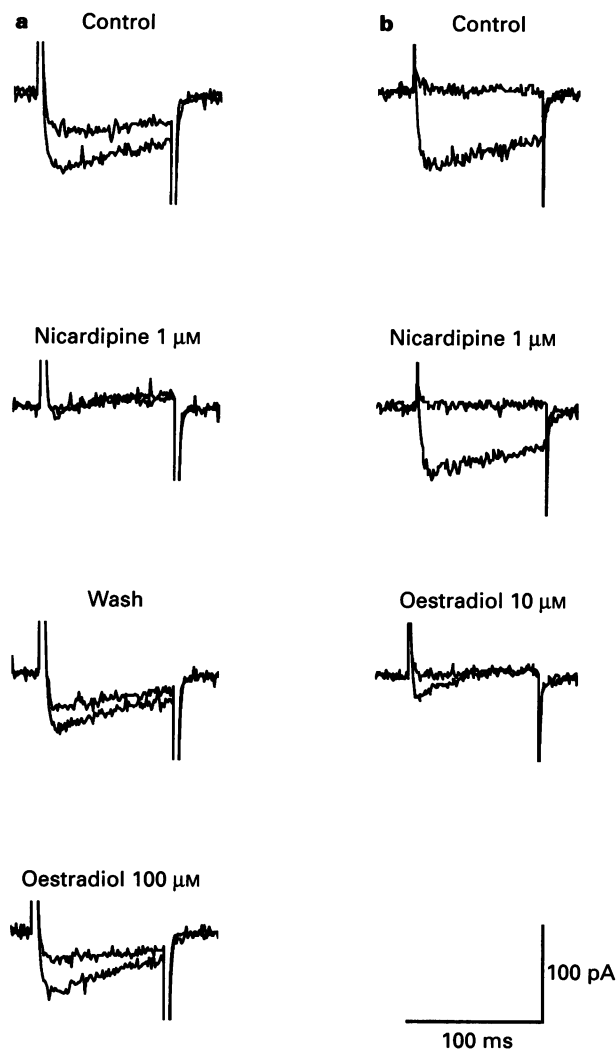 a Control
Nicardipine 1 μM
Wash
Oestradiol 100 μM
b Control
Nicardipine 1 μM
Oestradiol 10 μM
100 pA
100 ms